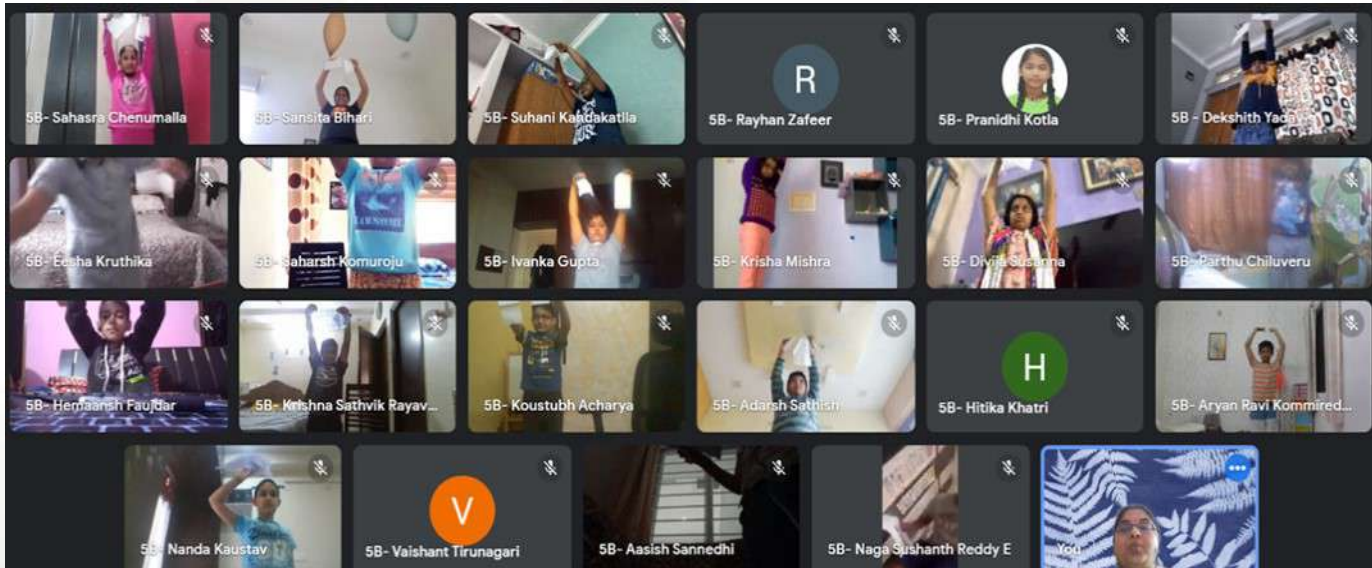 5B- Sahasra Chenumalla
5B- Sansita Bihari
5B- Suhani Kandakatlla
R
5B- Rayhan Zafeer
5B- Pranidhi Kotla
5B - Dekshith Yadav
5B- Eesha Kruthika
5B- Saharsh Komuroju
5B- Ivanka Gupta
5B- Krisha Mishra
5B- Divija Susanna
5B- Parthu Chiluveru
5B- Hemaansh Faujdar
5B- Krishna Sathvik Rayav...
5B- Koustubh Acharya
5B- Adarsh Sathish
H
5B- Hitika Khatri
5B- Aryan Ravi Kommired...
5B- Nanda Kaustav
V
5B- Vaishant Tirunagari
5B- Aasish Sannedhi
5B- Naga Sushanth Reddy E
You